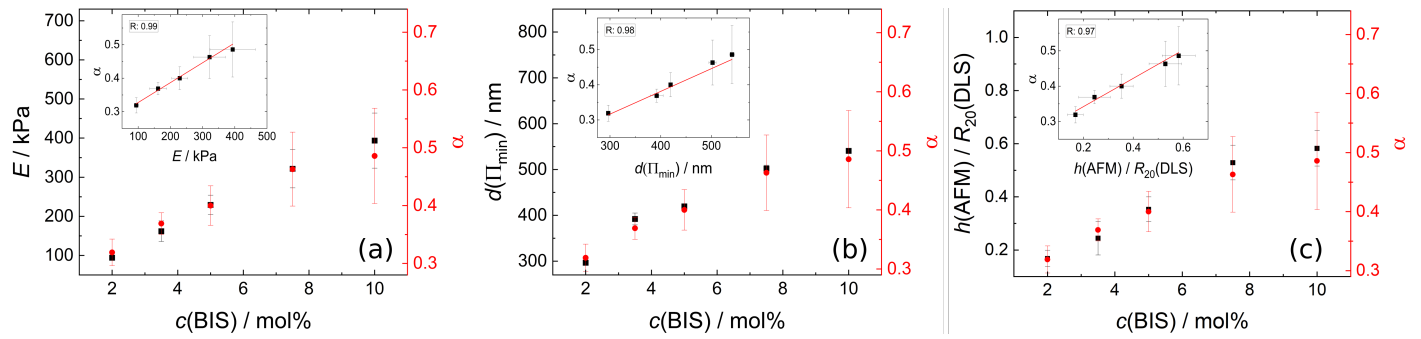 700
600
500
400
300
200
100
E / kPa
R: 0.99
0.5
0.4
0.3
α
100 200 300 400 500
E / kPa
0.7
0.6
0.5
0.4
0.3
α
(a)
2 4 6 8 10
c(BIS) / mol%
800
700
600
500
400
300
d(Πmin) / nm
R: 0.98
0.5
0.4
0.3
α
300 400 500
d(Πmin) / nm
0.7
0.6
0.5
0.4
0.3
α
(b)
2 4 6 8 10
c(BIS) / mol%
1.0
0.8
0.6
0.4
0.2
h(AFM) / R20(DLS)
R: 0.97
0.5
0.4
0.3
α
0.2 0.4 0.6
h(AFM) / R20(DLS)
0.7
0.6
0.5
0.4
0.3
α
(c)
2 4 6 8 10
c(BIS) / mol%